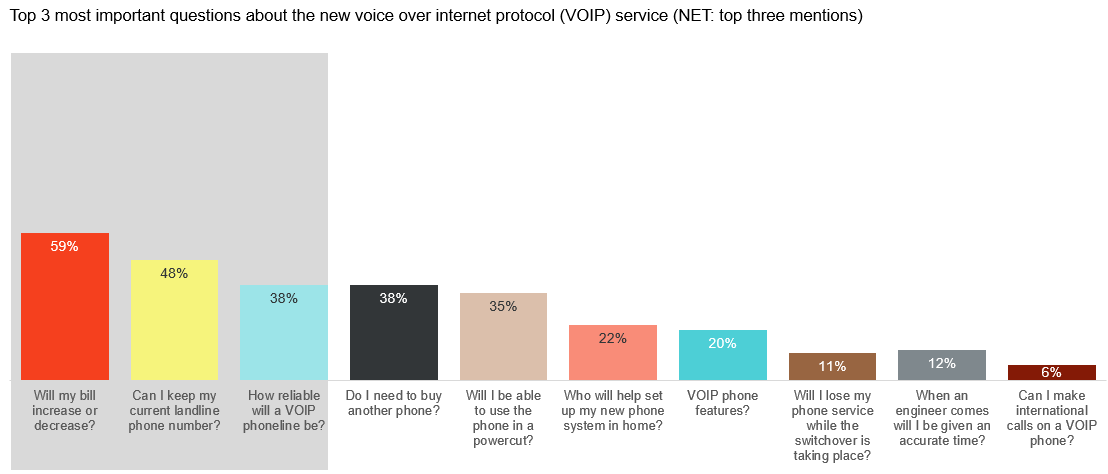 Top 3 most important questions about the new voice over internet protocol (VOIP) service (NET: top three mentions)
59%
48%
38%
38%
35%
22%
20%
11%
12%
6%
Will my bill
increase or
decrease?
Can I keep my
current landline
phone number?
How reliable
will a VOIP
phoneline be?
Do I need to buy
another phone?
Will I be able
to use the
phone in a
powercut?
Who will help set
up my new phone
system in home?
VOIP phone
features?
Will I lose my
phone service
while the
switchover is
taking place?
When an
engineer comes
will I be given an
accurate time?
Can I make
international
calls on a VOIP
phone?